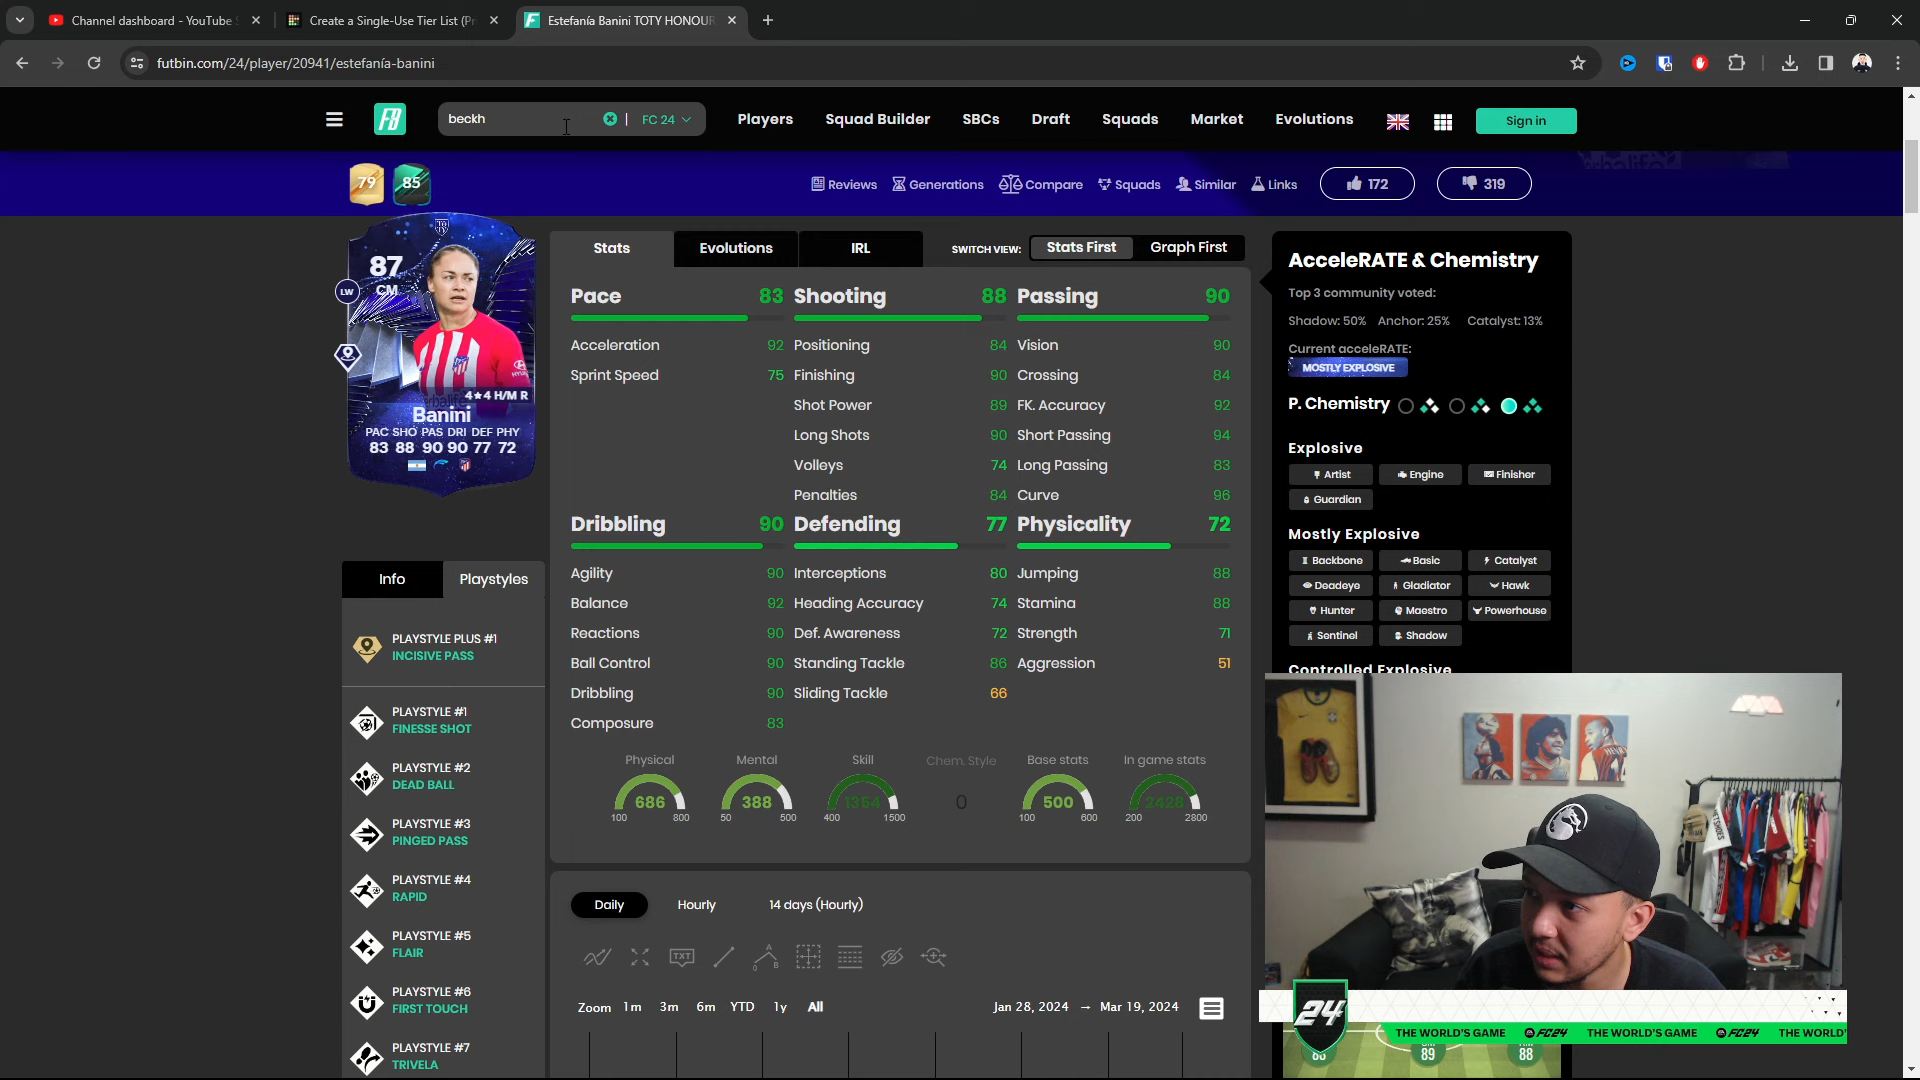 Channel dashboard - YouTube S
Create a Single-Use Tier List (Pr
Estefanía Banini TOTY HONOUR
futbin.com/24/player/20941/estefanía-banini
FB
beckh
FC 24
Players
Squad Builder
SBCs
Draft
Squads
Market
Evolutions
Sign in
79
85
Reviews
Generations
Compare
Squads
Similar
Links
172
319
87
CM
LW
4★4 H/M R
Banini
PAC SHO PAS DRI DEF PHY
83 88 90 90 77 72
Stats
Evolutions
IRL
SWITCH VIEW:
Stats First
Graph First
Pace 83
Acceleration 92
Sprint Speed 75
Shooting 88
Positioning 84
Finishing 90
Shot Power 89
Long Shots 90
Volleys 74
Penalties 84
Passing 90
Vision 90
Crossing 84
FK. Accuracy 92
Short Passing 94
Long Passing 83
Curve 96
Dribbling 90
Agility 90
Balance 92
Reactions 90
Ball Control 90
Dribbling 90
Composure 83
Defending 77
Interceptions 80
Heading Accuracy 74
Def. Awareness 72
Standing Tackle 86
Sliding Tackle 66
Physicality 72
Jumping 88
Stamina 88
Strength 71
Aggression 51
Physical
686
100 800
Mental
388
50 500
Skill
1354
400 1500
Chem. Style
0
Base stats
500
100 600
In game stats
2428
200 2800
Info
Playstyles
PLAYSTYLE PLUS #1
INCISIVE PASS
PLAYSTYLE #1
FINESSE SHOT
PLAYSTYLE #2
DEAD BALL
PLAYSTYLE #3
PINGED PASS
PLAYSTYLE #4
RAPID
PLAYSTYLE #5
FLAIR
PLAYSTYLE #6
FIRST TOUCH
PLAYSTYLE #7
TRIVELA
Daily
Hourly
14 days (Hourly)
TXT
Zoom 1m 3m 6m YTD 1y All
Jan 28, 2024 → Mar 19, 2024
AcceleRATE & Chemistry
Top 3 community voted:
Shadow: 50% Anchor: 25% Catalyst: 13%
Current acceleRATE:
MOSTLY EXPLOSIVE
P. Chemistry
Explosive
Artist
Engine
Finisher
Guardian
Mostly Explosive
Backbone
Basic
Catalyst
Deadeye
Gladiator
Hawk
Hunter
Maestro
Powerhouse
Sentinel
Shadow
Controlled Explosive
24
THE WORLD'S GAME FC24 THE WORLD'S GAME FC24 THE WORLD'
89
88